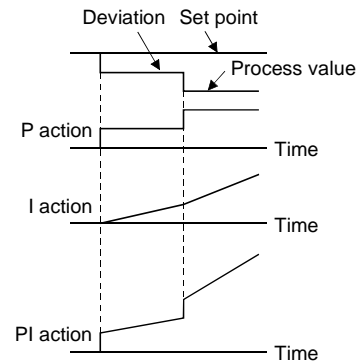 Deviation
Set point
Process value
P action
Time
I action
Time
PI action
Time